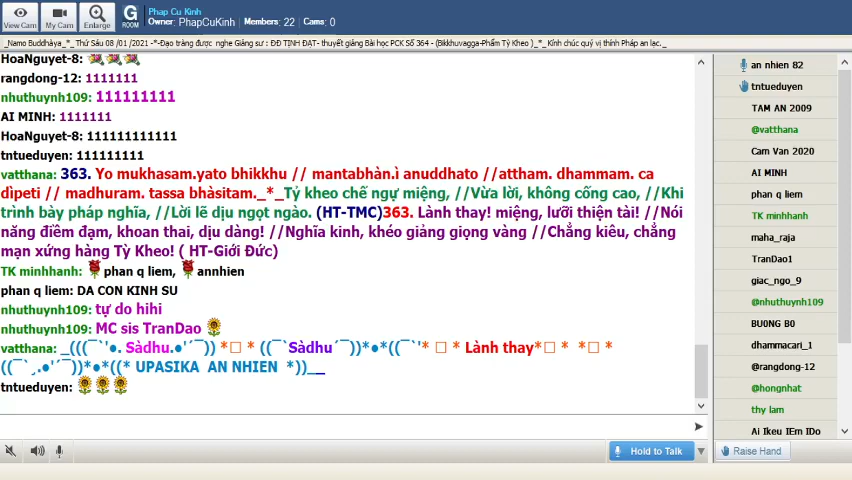 Phap Cu Kinh
Owner: PhapCuKinh | Members: 22 | Cams: 0
View Cam
My Cam
Enlarge
G ROOM
_Namo Buddhàya_*_ Thứ Sáu 08 /01 /2021 -*-Đạo tràng được nghe Giảng sư : ĐĐ TỊNH ĐẠT- thuyết giảng Bài học PCK Số 364 - (Bikkhuvagga-Phẩm Tỳ Kheo )_*_ Kính chúc quý vị thính Pháp an lạc._
HoaNguyet-8:
rangdong-12: 1111111
nhuthuynh109: 111111111
AI MINH: 1111111
HoaNguyet-8: 111111111111
tntueduyen: 111111111
vatthana: 363. Yo mukhasam.yato bhikkhu // mantabhàn.ì anuddhato //attham. dhammam. ca
dìpeti // madhuram. tassa bhàsitam._*_Tỷ kheo chế ngự miệng, //Vừa lời, không cống cao, //Khi
trình bày pháp nghĩa, //Lời lẽ dịu ngọt ngào. (HT-TMC)363. Lành thay! miệng, lưỡi thiện tài! //Nói
năng điềm đạm, khoan thai, dịu dàng! //Nghĩa kinh, khéo giảng giọng vàng //Chẳng kiêu, chẳng
mạn xứng hàng Tỳ Kheo! ( HT-Giới Đức)
TK minhhanh: phan q liem, annhien
phan q liem: DA CON KINH SU
nhuthuynh109: tự do hihi
nhuthuynh109: MC sis TranDao
vatthana: _(((¯`'●. Sàdhu.●'´¯)) *□ * ((¯`Sàdhu´¯))*●*((¯`'* □ * Lành thay*□ * *□ *
((¯`¸.●'´¯))*●*((* UPASIKA AN NHIEN *))__
tntueduyen:
an nhien 82
tntueduyen
TAM AN 2009
@vatthana
Cam Van 2020
AI MINH
phan q liem
TK minhhanh
maha_raja
TranDao1
giac_ngo_9
@nhuthuynh109
BU0NG B0
dhammacari_1
@rangdong-12
@hongnhat
thy lam
Ai Ikeu IEm IDo
Hold to Talk
Raise Hand